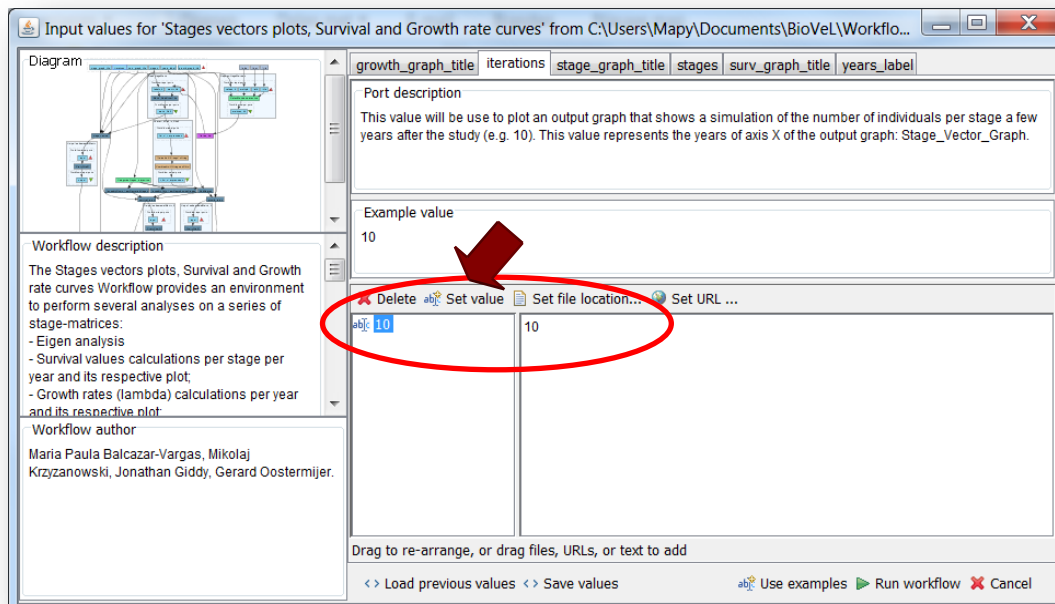 Input values for 'Stages vectors plots, Survival and Growth rate curves' from C:\Users\Mapy\Documents\BioVeL\Workflo...
Diagram
growth_graph_title iterations stage_graph_title stages surv_graph_title years_label
Port description
This value will be use to plot an output graph that shows a simulation of the number of individuals per stage a few
years after the study (e.g. 10). This value represents the years of axis X of the output graph: Stage_Vector_Graph.
Example value
10
Workflow description
The Stages vectors plots, Survival and Growth
rate curves Workflow provides an environment
to perform several analyses on a series of
stage-matrices:
- Eigen analysis
- Survival values calculations per stage per
year and its respective plot;
- Growth rates (lambda) calculations per year
and its respective plot;
Delete Set value Set file location... Set URL ...
10
10
Workflow author
Maria Paula Balcazar-Vargas, Mikolaj
Krzyzanowski, Jonathan Giddy, Gerard Oostermijer.
Drag to re-arrange, or drag files, URLs, or text to add
Load previous values Save values Use examples Run workflow Cancel